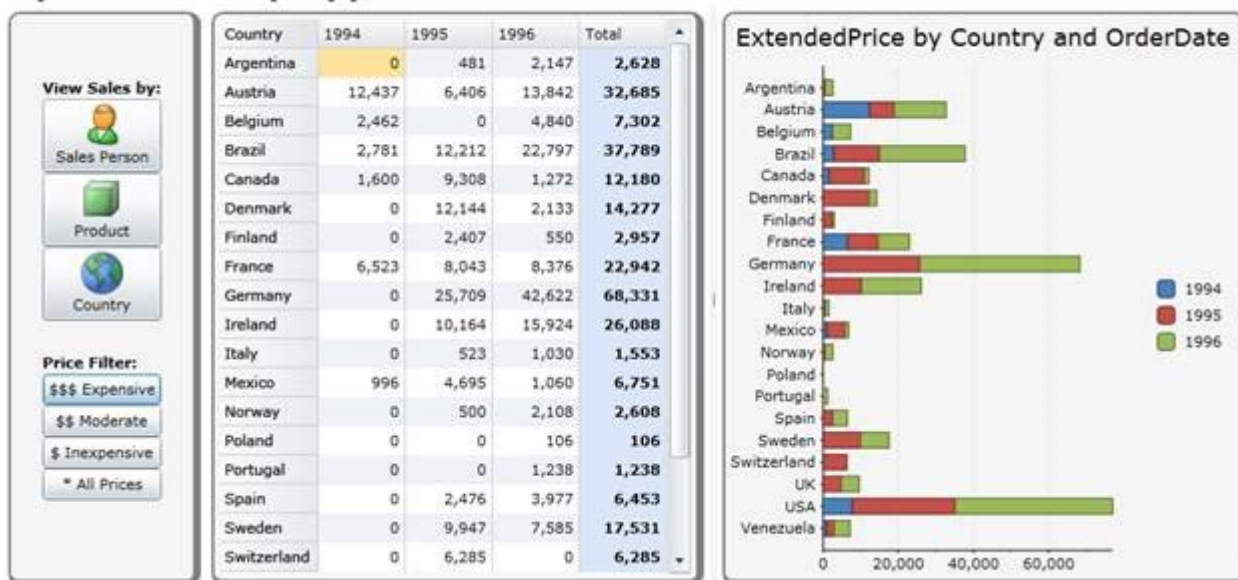 View Sales by:
Sales Person
Product
Country
Price Filter:
$$$ Expensive
$$ Moderate
$ Inexpensive
* All Prices
Country 1994 1995 1996 Total
Argentina 0 481 2,147 2,628
Austria 12,437 6,406 13,842 32,685
Belgium 2,462 0 4,840 7,302
Brazil 2,781 12,212 22,797 37,789
Canada 1,600 9,308 1,272 12,180
Denmark 0 12,144 2,133 14,277
Finland 0 2,407 550 2,957
France 6,523 8,043 8,376 22,942
Germany 0 25,709 42,622 68,331
Ireland 0 10,164 15,924 26,088
Italy 0 523 1,030 1,553
Mexico 996 4,695 1,060 6,751
Norway 0 500 2,108 2,608
Poland 0 0 106 106
Portugal 0 0 1,238 1,238
Spain 0 2,476 3,977 6,453
Sweden 0 9,947 7,585 17,531
Switzerland 0 6,285 0 6,285
ExtendedPrice by Country and OrderDate
Argentina
Austria
Belgium
Brazil
Canada
Denmark
Finland
France
Germany
Ireland
Italy
Mexico
Norway
Poland
Portugal
Spain
Sweden
Switzerland
UK
USA
Venezuela
0 20,000 40,000 60,000
1994
1995
1996